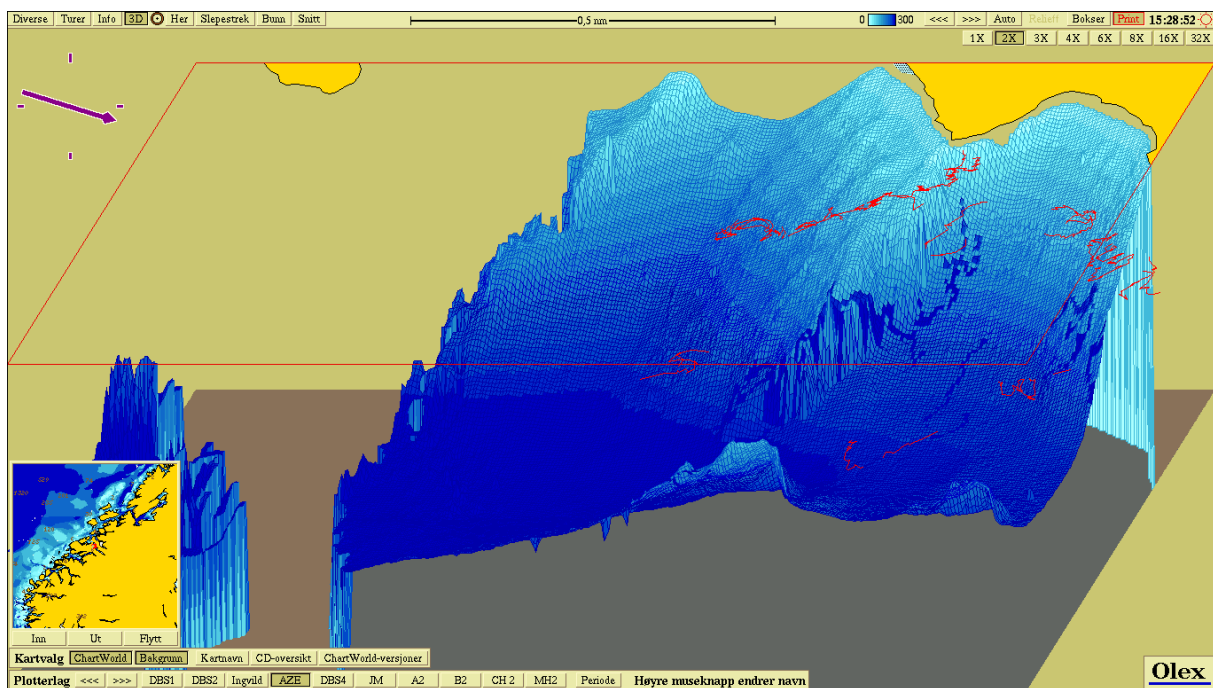 Diverse Turer Info 3D Her Slepestrek Bunn Snitt 0,5 nm 0 300 <<< >>> Auto Relieff Bokser Print 15:28:52
1X 2X 3X 4X 6X 8X 16X 32X
Inn Ut Flytt
Kartvalg ChartWorld Bakgrunn Kartnavn CD-oversikt ChartWorld-versjoner
Plotterlag <<< >>> DBS1 DBS2 Ingvild AZE DBS4 JM A2 B2 CH 2 MH2 Periode Høyre museknapp endrer navn
Olex